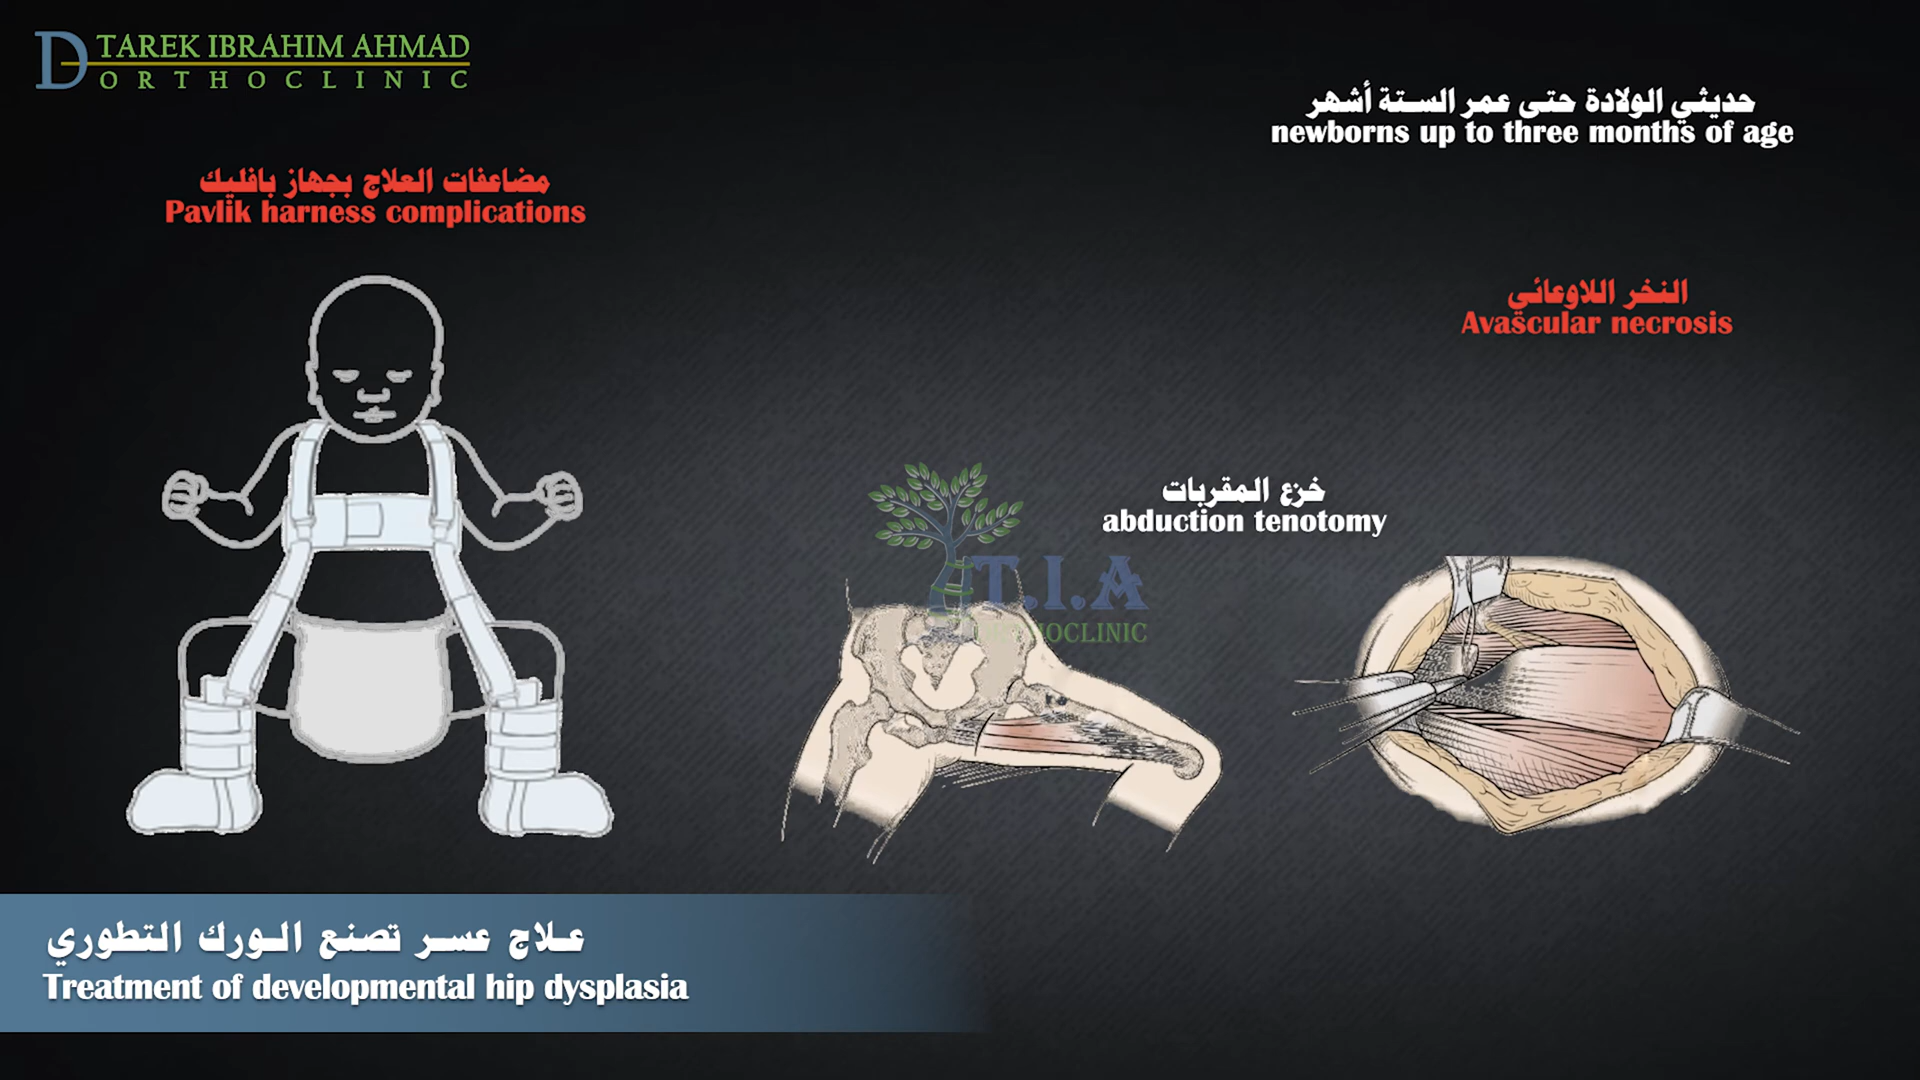 D TAREK IBRAHIM AHMAD
ORTHOCLINIC
حديثي الولادة حتى عمر الستة أشهر
newborns up to three months of age
مضاعفات العلاج بجهاز بافليك
Pavlik harness complications
النخر اللاوعائي
Avascular necrosis
خزع المقربات
abduction tenotomy
T.I.A
ORTHOCLINIC
علاج عسر تصنع الورك التطوري
Treatment of developmental hip dysplasia